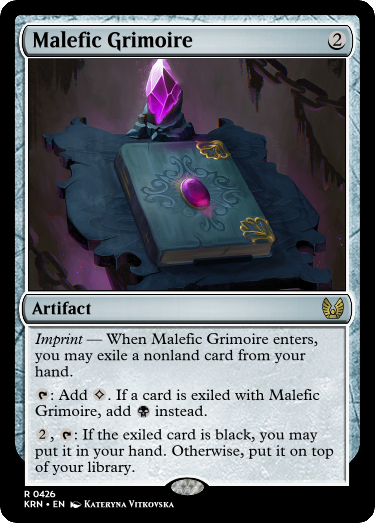 Malefic Grimoire 2
Artifact
Imprint — When Malefic Grimoire enters,
you may exile a nonland card from your
hand.
: Add . If a card is exiled with Malefic
Grimoire, add instead.
2, : If the exiled card is black, you may
put it in your hand. Otherwise, put it on top
of your library.
R 0426
KRN • EN Kateryna Vitkovska